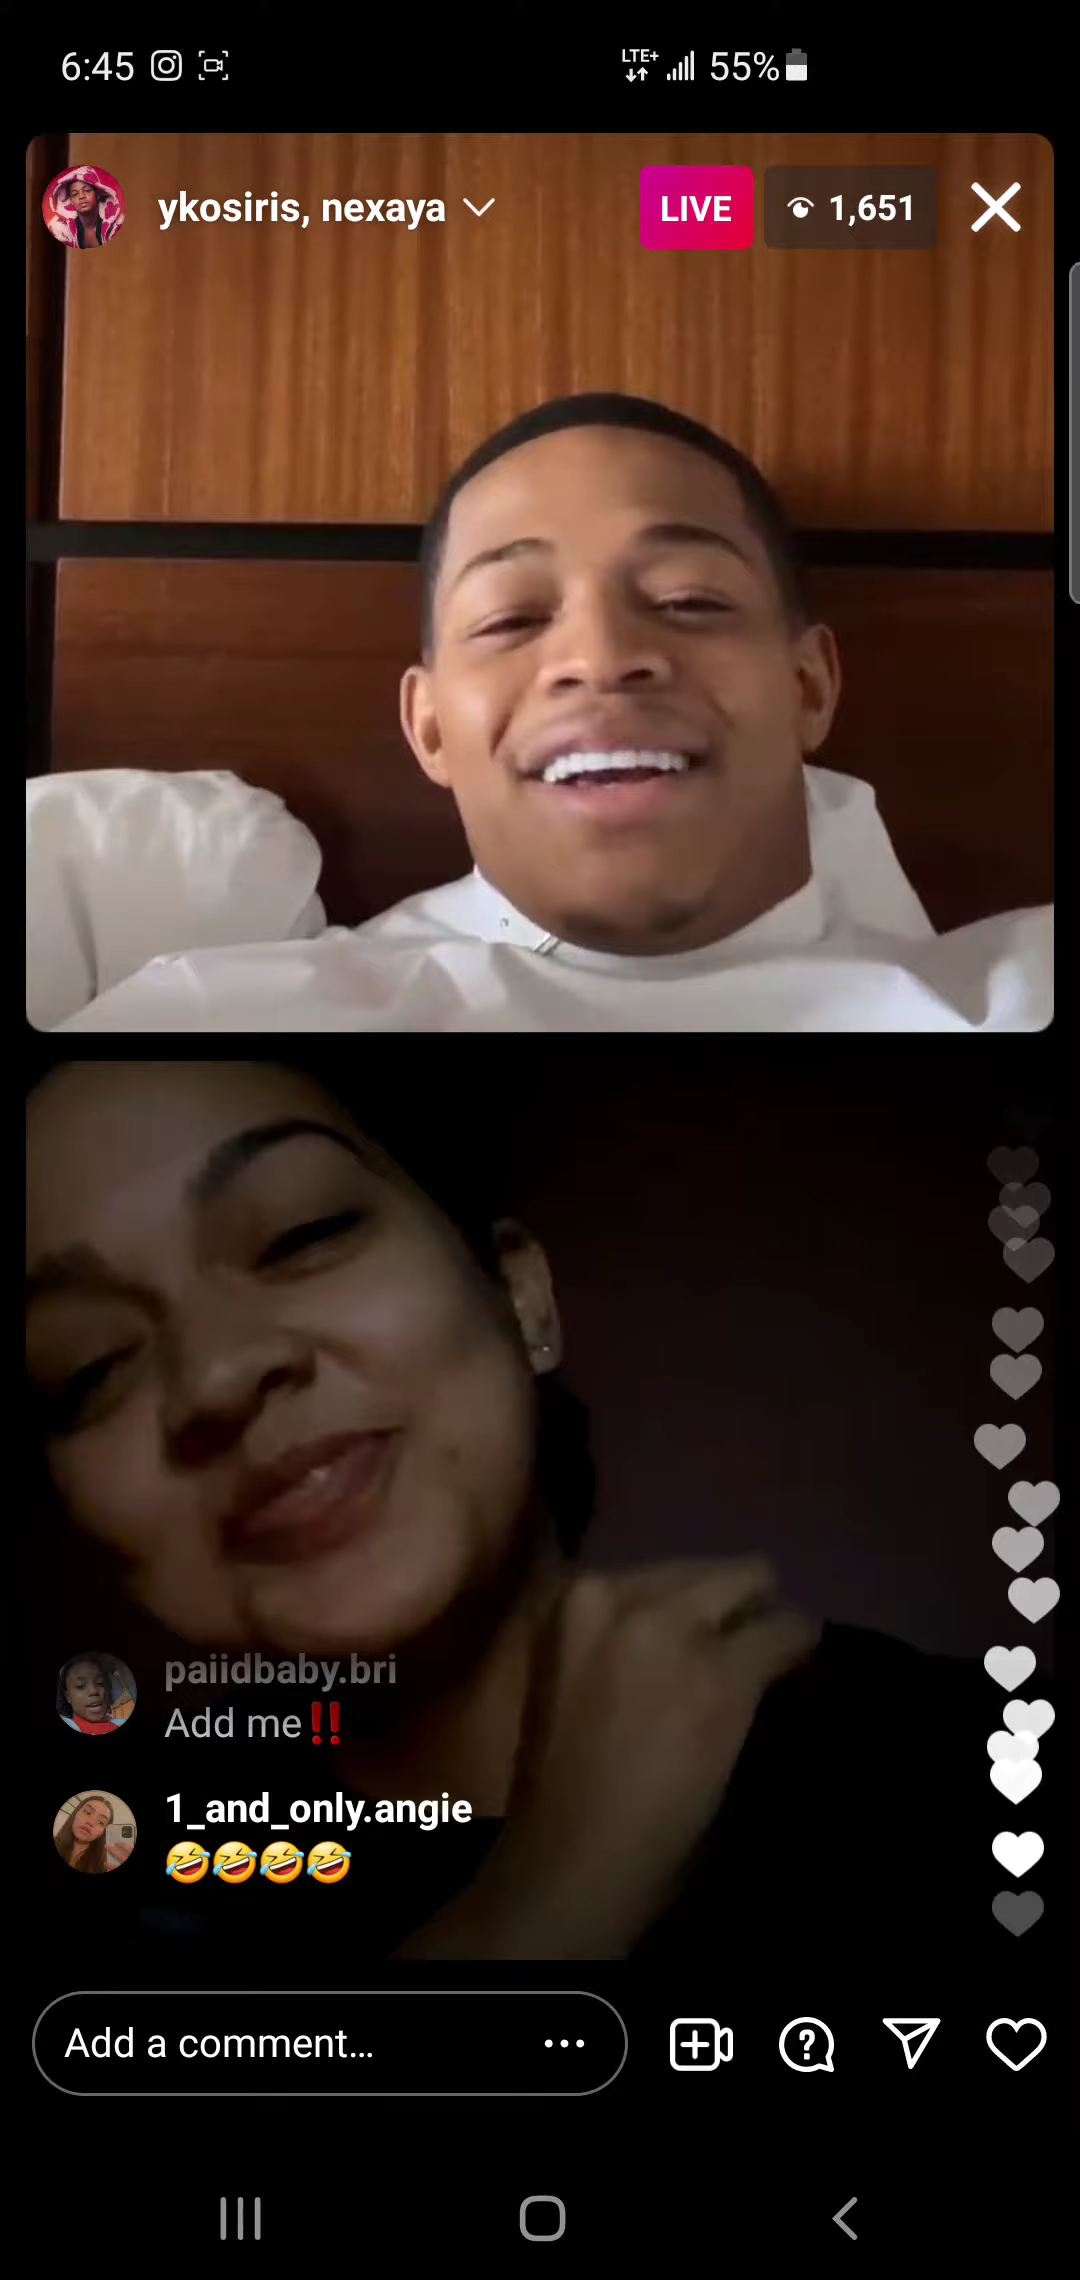 6:45 LTE+ 55%
ykosiris, nexaya LIVE 1,651
paiidbaby.bri
Add me‼️
1_and_only.angie
🤣🤣🤣🤣
Add a comment...